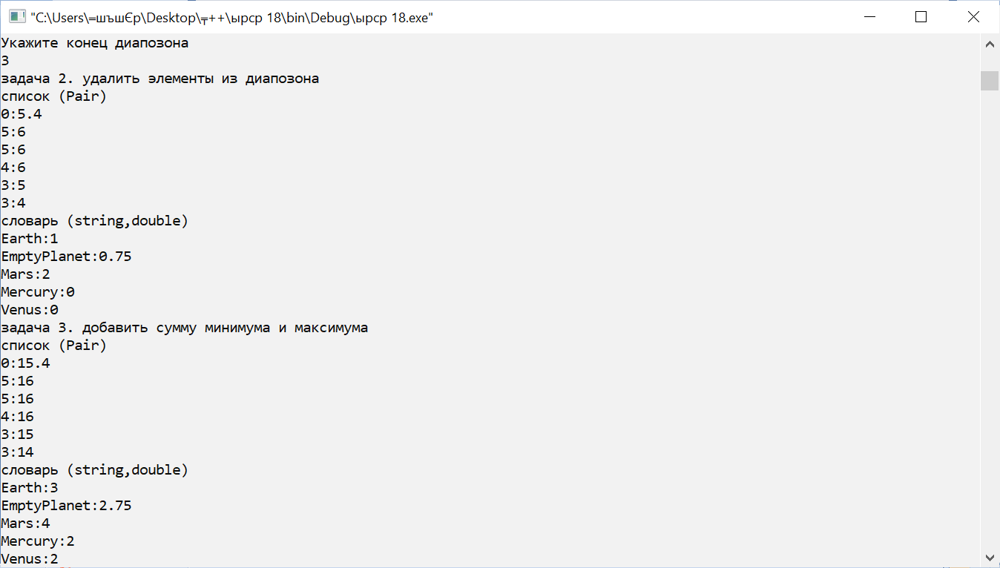 "C:\Users\═шъшЄр\Desktop\╤++\ырср 18\bin\Debug\ырср 18.exe"
Укажите конец диапозона
3
задача 2. удалить элементы из диапозона
список (Pair)
0:5.4
5:6
5:6
4:6
3:5
3:4
словарь (string,double)
Earth:1
EmptyPlanet:0.75
Mars:2
Mercury:0
Venus:0
задача 3. добавить сумму минимума и максимума
список (Pair)
0:15.4
5:16
5:16
4:16
3:15
3:14
словарь (string,double)
Earth:3
EmptyPlanet:2.75
Mars:4
Mercury:2
Venus:2